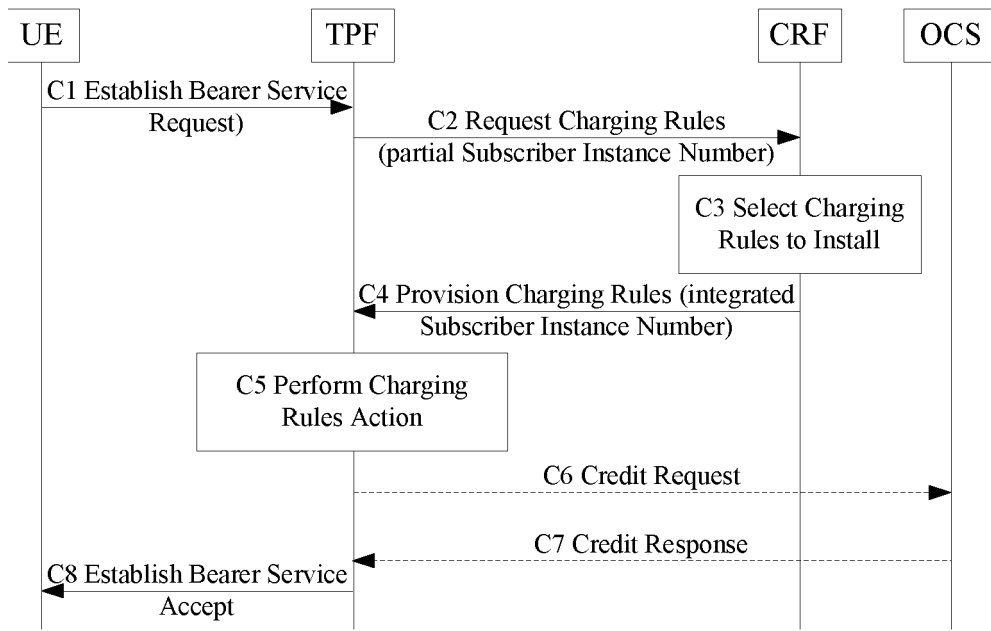 UE
TPF
CRF
OCS
C1 Establish Bearer Service
Request)
C2 Request Charging Rules
(partial Subscriber Instance Number)
C3 Select Charging
Rules to Install
C4 Provision Charging Rules (integrated
Subscriber Instance Number)
C5 Perform Charging
Rules Action
C6 Credit Request
C7 Credit Response
C8 Establish Bearer Service
Accept